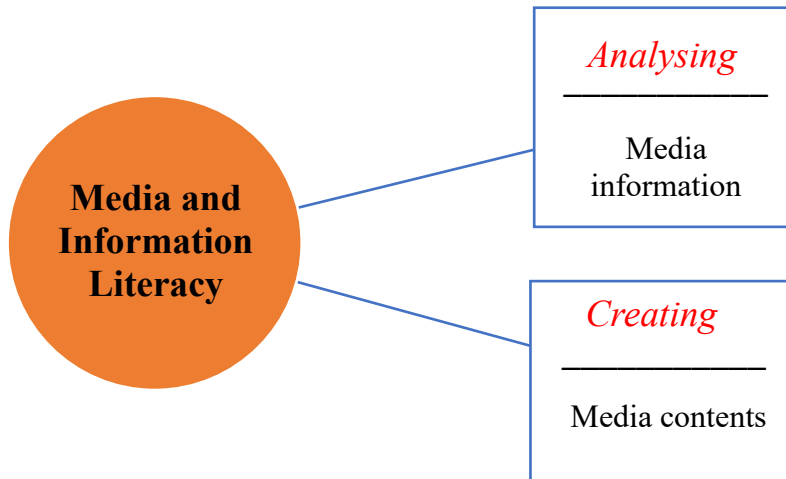 Media and
Information
Literacy
Analysing
Media
information
Creating
Media contents